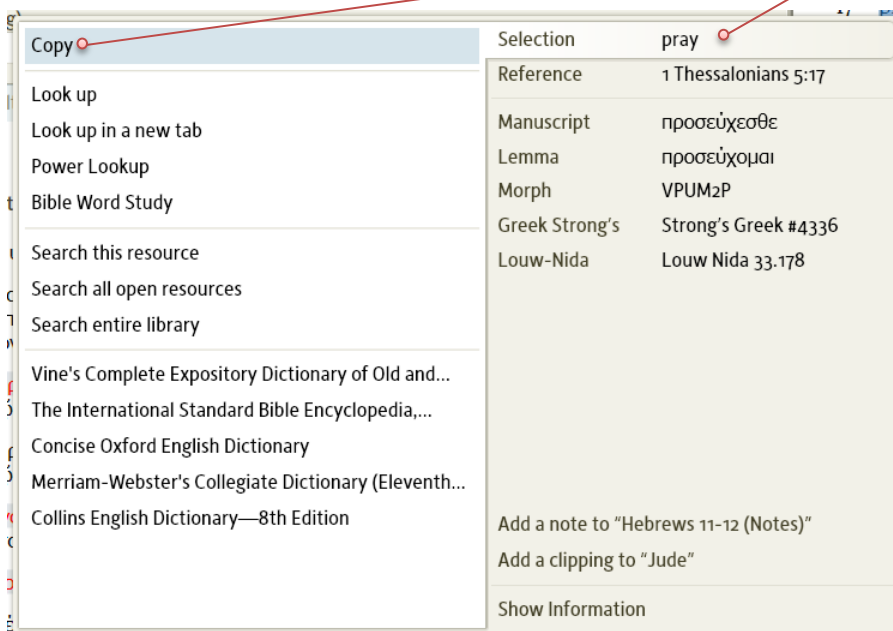 Copy
Look up
Look up in a new tab
Power Lookup
Bible Word Study
Search this resource
Search all open resources
Search entire library
Vine's Complete Expository Dictionary of Old and...
The International Standard Bible Encyclopedia,...
Concise Oxford English Dictionary
Merriam-Webster's Collegiate Dictionary (Eleventh...
Collins English Dictionary—8th Edition
Selection pray
Reference 1 Thessalonians 5:17
Manuscript προσεύχεσθε
Lemma προσεύχομαι
Morph VPUM2P
Greek Strong's Strong's Greek #4336
Louw-Nida Louw Nida 33.178
Add a note to “Hebrews 11-12 (Notes)”
Add a clipping to “Jude”
Show Information